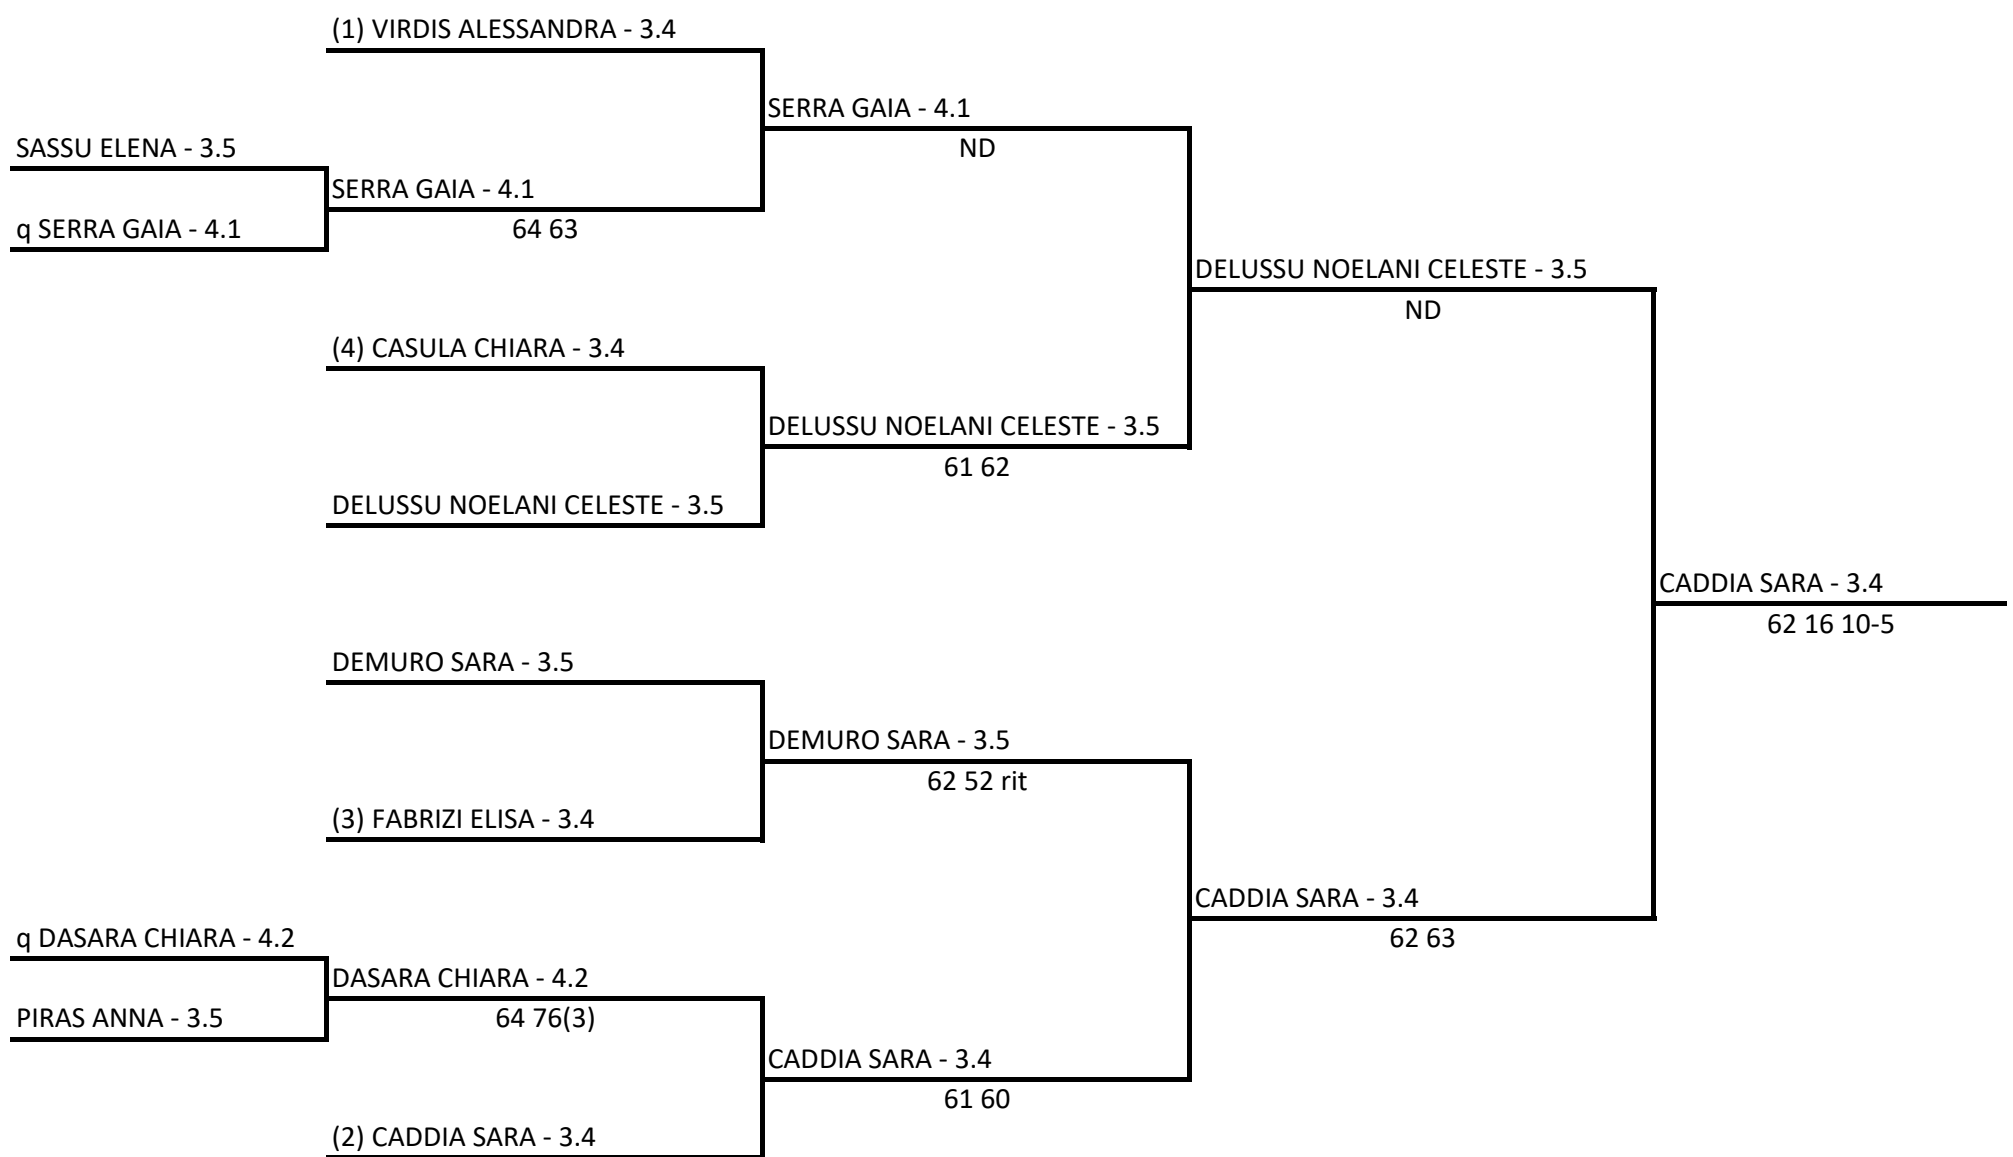 (1) VIRDIS ALESSANDRA - 3.4
SERRA GAIA - 4.1
ND
SASSU ELENA - 3.5
SERRA GAIA - 4.1
64 63
q SERRA GAIA - 4.1
DELUSSU NOELANI CELESTE - 3.5
ND
(4) CASULA CHIARA - 3.4
DELUSSU NOELANI CELESTE - 3.5
61 62
DELUSSU NOELANI CELESTE - 3.5
CADDIA SARA - 3.4
62 16 10-5
DEMURO SARA - 3.5
DEMURO SARA - 3.5
62 52 rit
(3) FABRIZI ELISA - 3.4
CADDIA SARA - 3.4
62 63
q DASARA CHIARA - 4.2
DASARA CHIARA - 4.2
64 76(3)
PIRAS ANNA - 3.5
CADDIA SARA - 3.4
61 60
(2) CADDIA SARA - 3.4